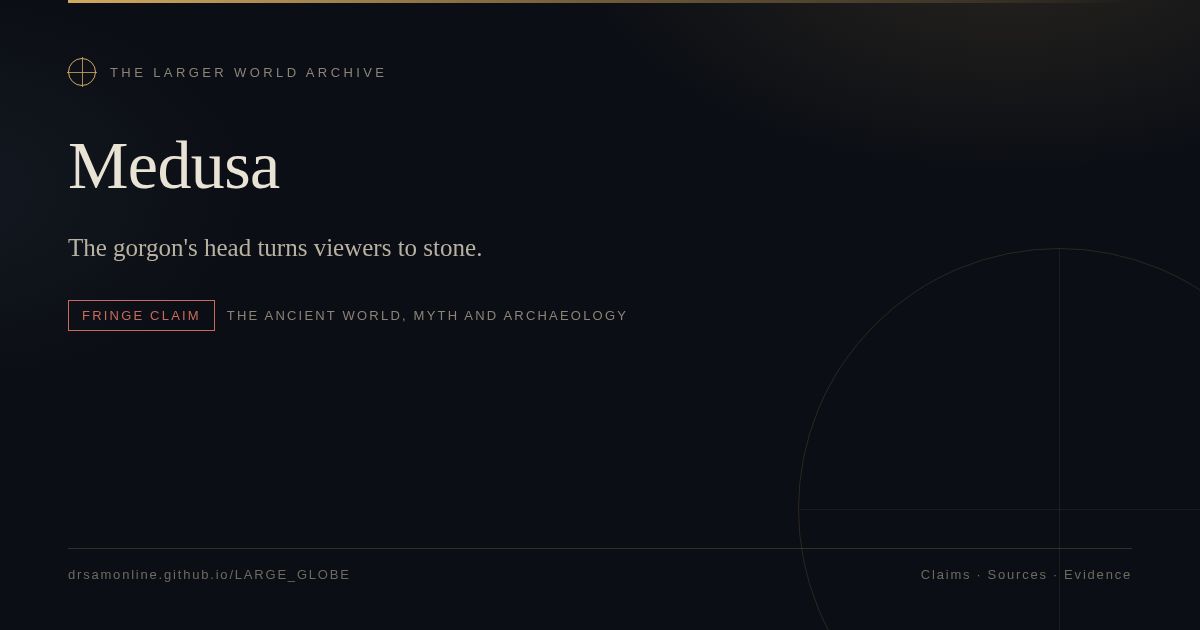 THE LARGER WORLD ARCHIVE
Medusa
The gorgon's head turns viewers to stone.
FRINGE CLAIM THE ANCIENT WORLD, MYTH AND ARCHAEOLOGY
drsamonline.github.io/LARGE_GLOBE Claims · Sources · Evidence